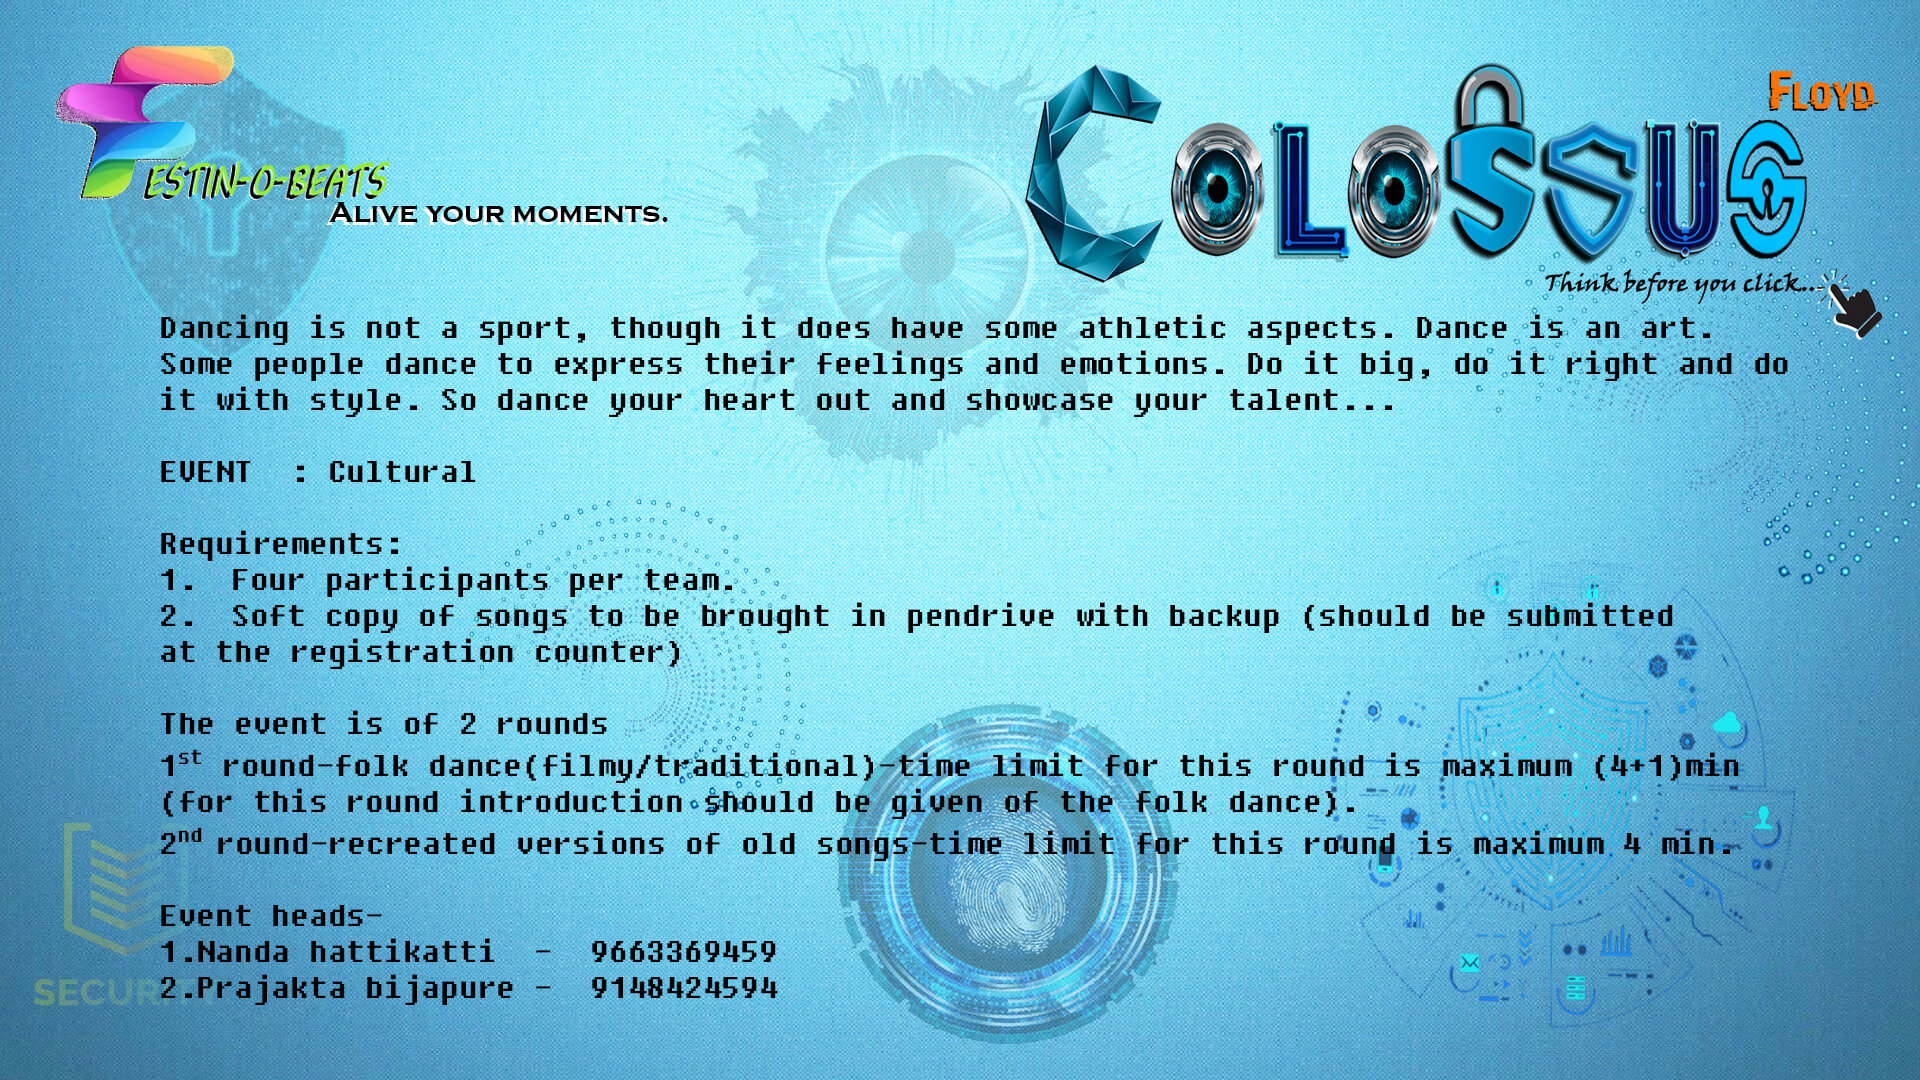 FESTIN-O-BEATS
ALIVE YOUR MOMENTS.
FLOYD
COLOSSUS
Think before you click...
Dancing is not a sport, though it does have some athletic aspects. Dance is an art.
Some people dance to express their feelings and emotions. Do it big, do it right and do
it with style. So dance your heart out and showcase your talent...
EVENT : Cultural
Requirements:
1. Four participants per team.
2. Soft copy of songs to be brought in pendrive with backup (should be submitted
at the registration counter)
The event is of 2 rounds
1st round-folk dance(filmy/traditional)-time limit for this round is maximum (4+1)min
(for this round introduction should be given of the folk dance).
2nd round-recreated versions of old songs-time limit for this round is maximum 4 min.
Event heads-
1.Nanda hattikatti - 9663369459
2.Prajakta bijapure - 9148424594